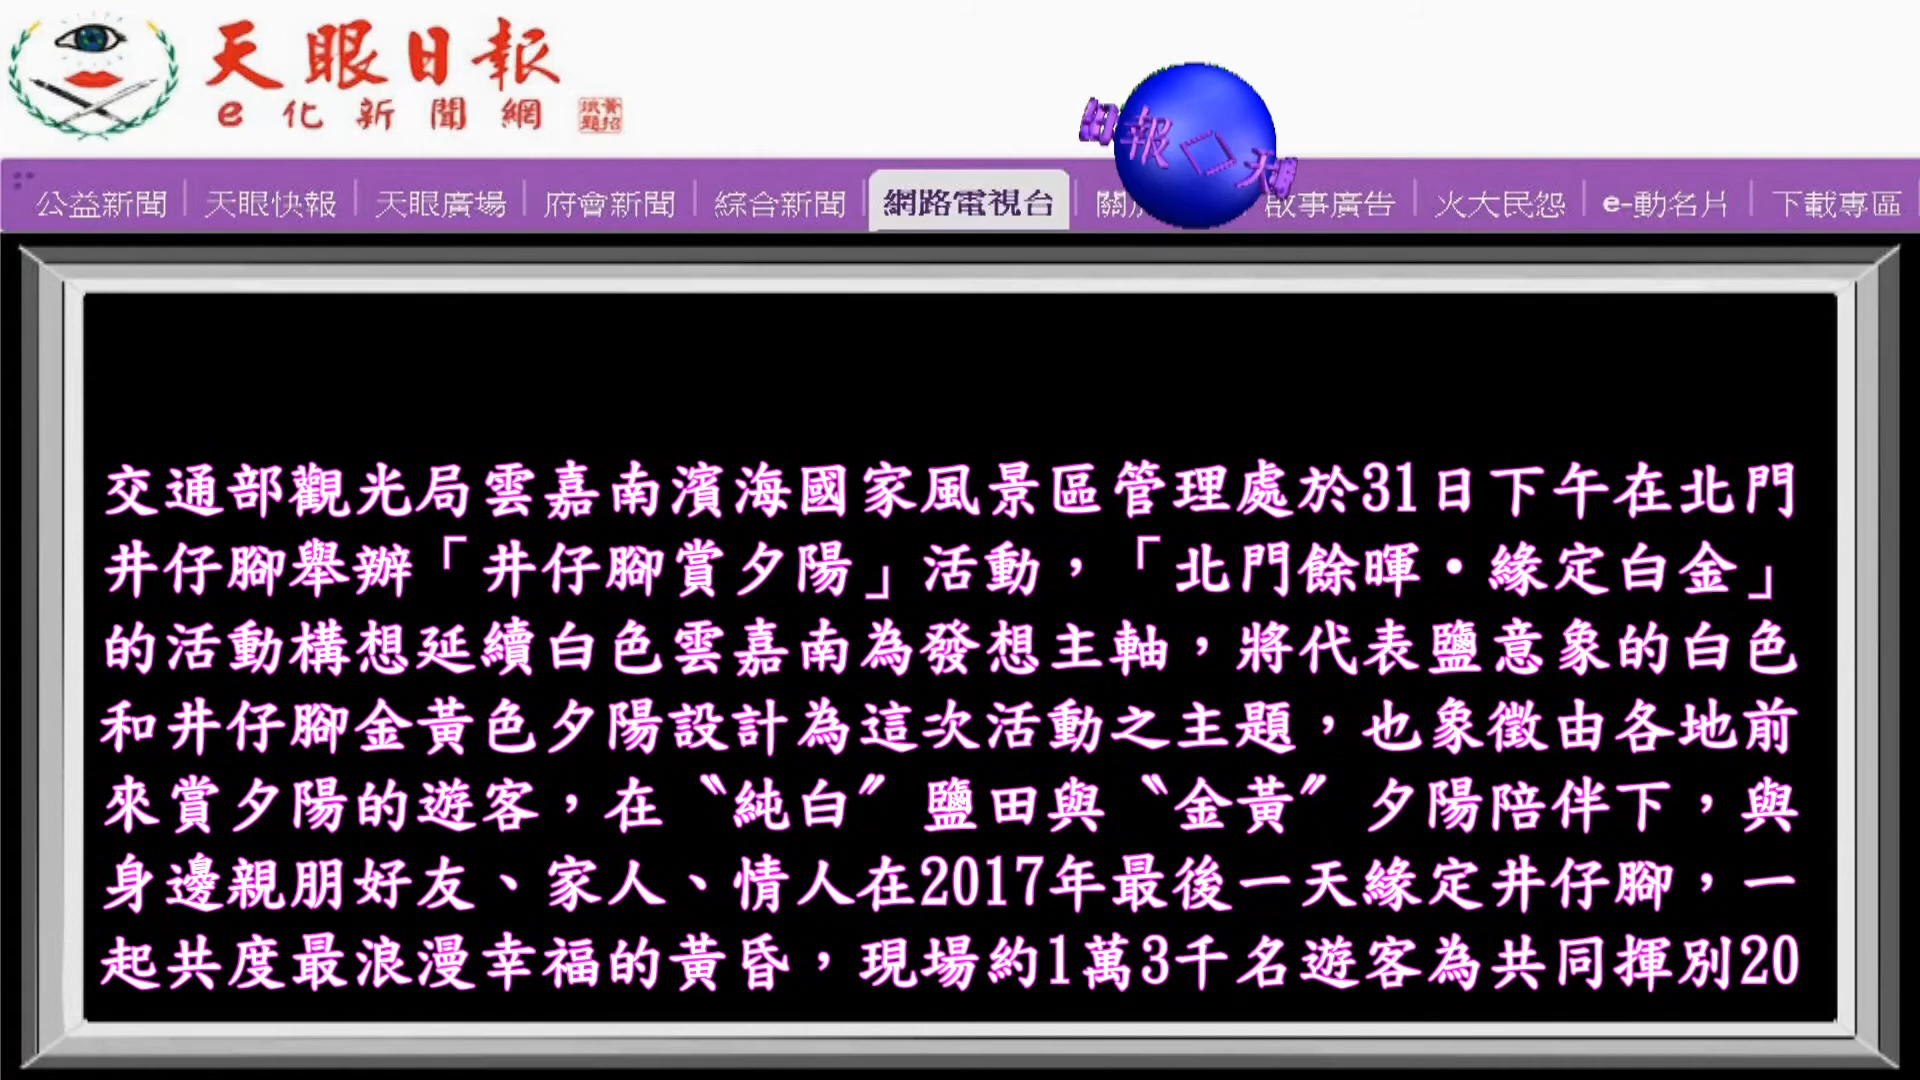 天眼日報
e化新聞網
公益新聞 天眼快報 天眼廣場 府會新聞 綜合新聞 網路電視台 關 啟事廣告 火大民怨 e-動名片 下載專區
交通部觀光局雲嘉南濱海國家風景區管理處於31日下午在北門
井仔腳舉辦「井仔腳賞夕陽」活動，「北門餘暉•緣定白金」
的活動構想延續白色雲嘉南為發想主軸，將代表鹽意象的白色
和井仔腳金黃色夕陽設計為這次活動之主題，也象徵由各地前
來賞夕陽的遊客，在〝純白〞鹽田與〝金黃〞夕陽陪伴下，與
身邊親朋好友、家人、情人在2017年最後一天緣定井仔腳，一
起共度最浪漫幸福的黃昏，現場約1萬3千名遊客為共同揮別20